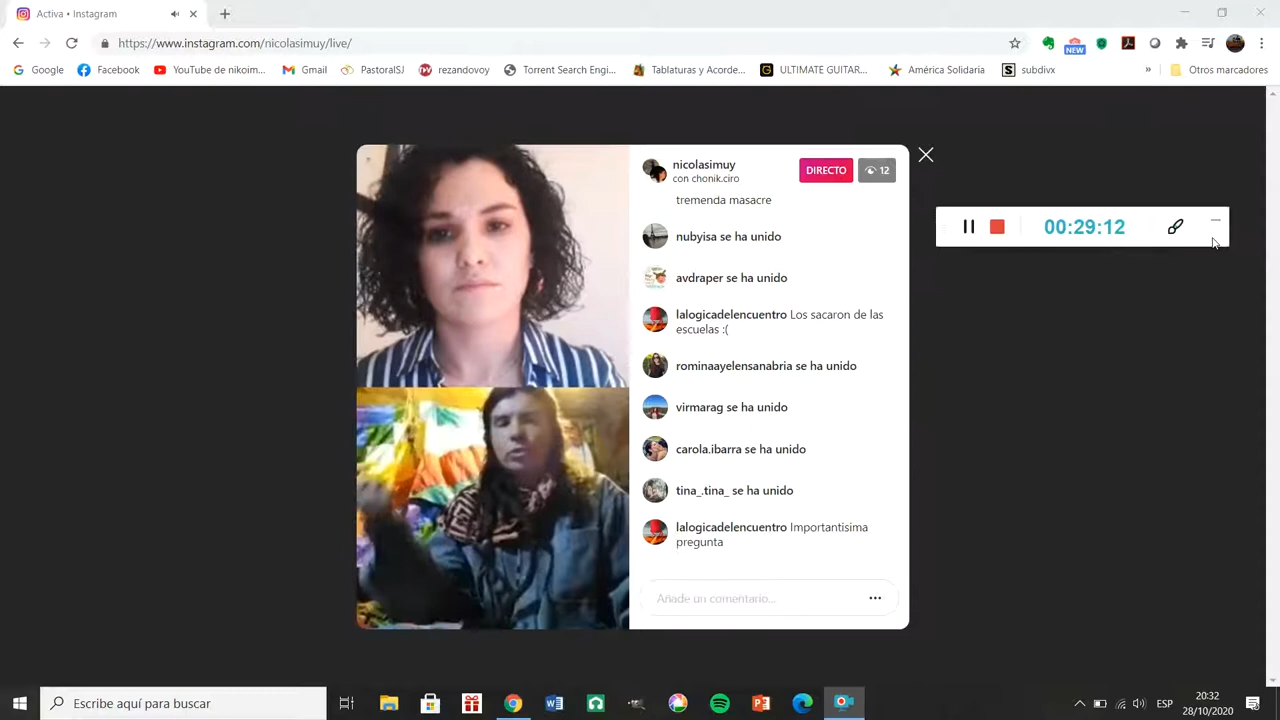 Activa • Instagram
https://www.instagram.com/nicolasimuy/live/
NEW
Google
Facebook
YouTube de nikoim...
Gmail
PastoralSJ
rezandovoy
Torrent Search Engi...
Tablaturas y Acorde...
ULTIMATE GUITAR...
América Solidaria
S
subdivx
»
Otros marcadores
nicolasimuy
con chonik.ciro
DIRECTO
12
tremenda masacre
nubyisa se ha unido
avdraper se ha unido
lalogicadelencuentro Los sacaron de las
escuelas :(
rominaayelensanabria se ha unido
virmarag se ha unido
carola.ibarra se ha unido
tina_.tina_ se ha unido
lalogicadelencuentro Importantisima
pregunta
Añade un comentario...
00:29:12
Escribe aquí para buscar
ESP
20:32
28/10/2020